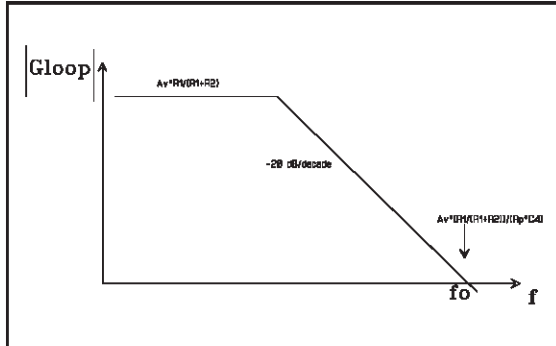 |Gloop|
Av*R1/(R1+R2)
-20 dB/decade
Av*(R1/(R1+R2))/(Rp*C4)
fo
f